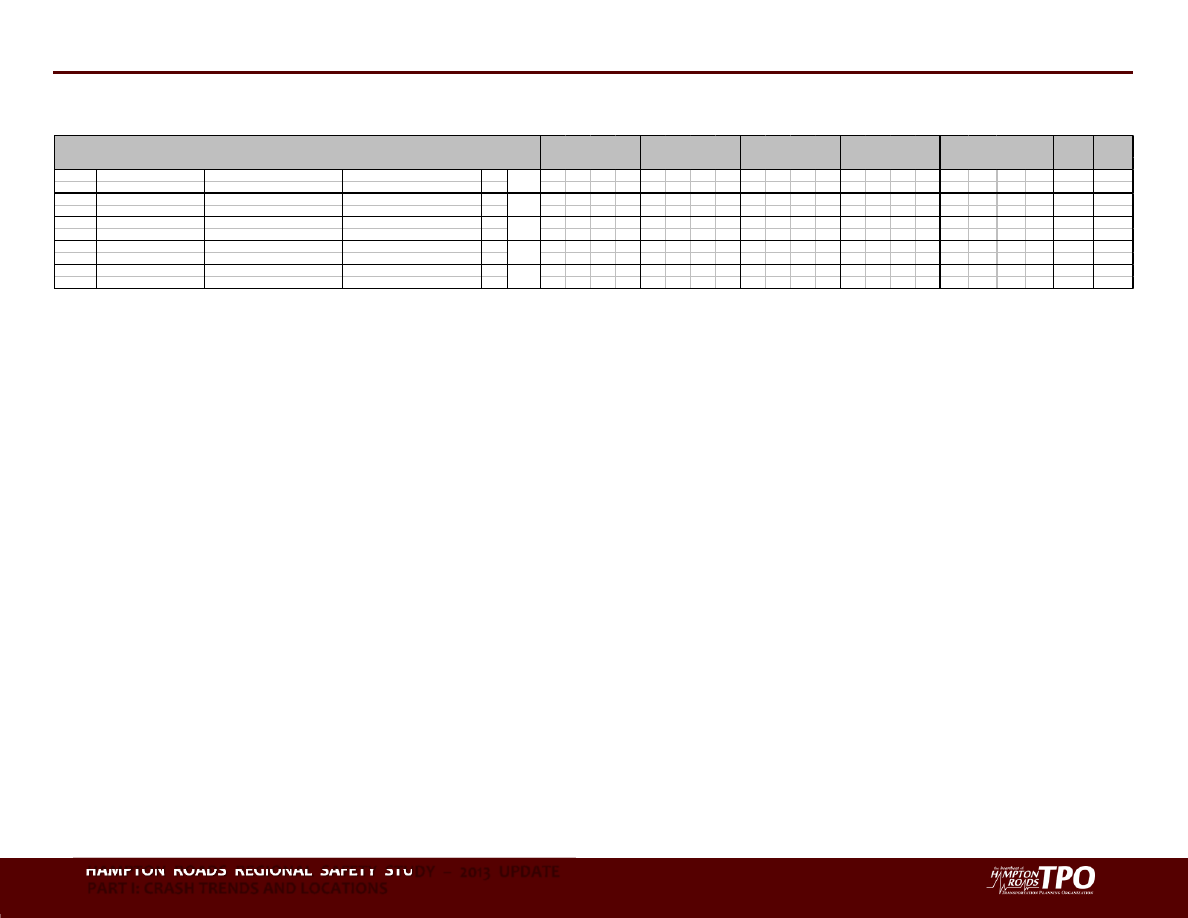 HAMPTON ROADS REGIONAL SAFETY STUDY – 2013 UPDATE
PART I: CRASH TRENDS AND LOCATIONS
HAMPTON
ROADS
TPO
TRANSPORTATION PLANNING ORGANIZATION